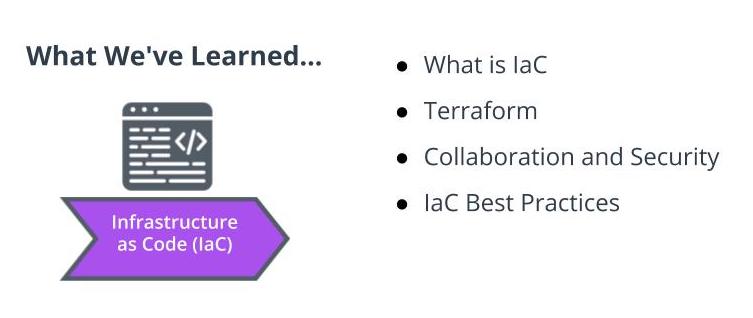 What We've Learned...
</>
Infrastructure
as Code (IaC)
● What is IaC
● Terraform
● Collaboration and Security
● IaC Best Practices